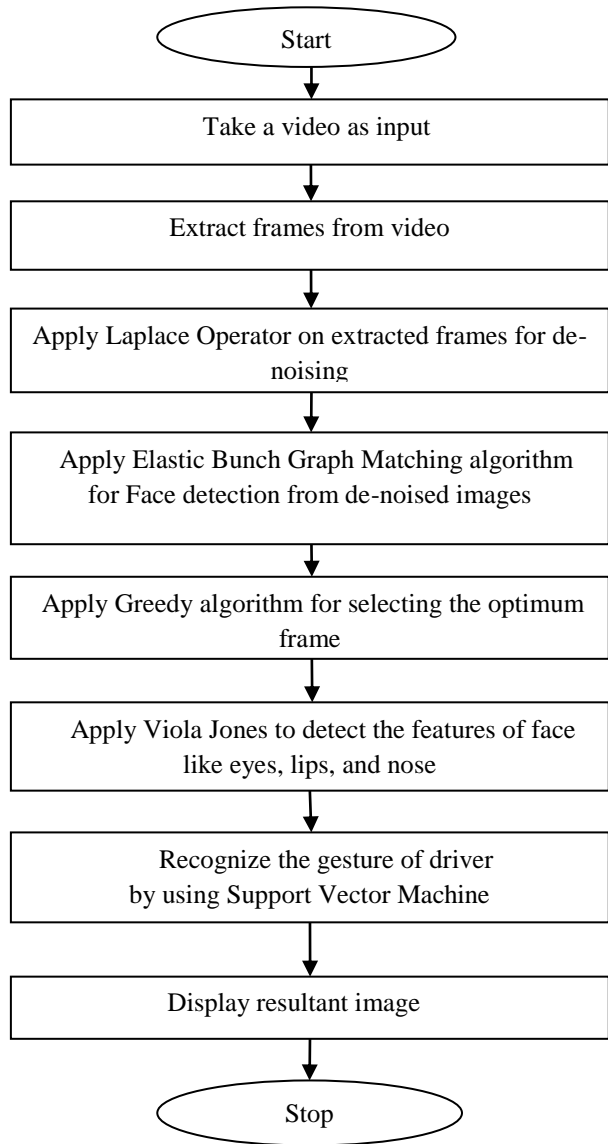 Start
Take a video as input
Extract frames from video
Apply Laplace Operator on extracted frames for de-
noising
Apply Elastic Bunch Graph Matching algorithm
for Face detection from de-noised images
Apply Greedy algorithm for selecting the optimum
frame
Apply Viola Jones to detect the features of face
like eyes, lips, and nose
Recognize the gesture of driver
by using Support Vector Machine
Display resultant image
Stop